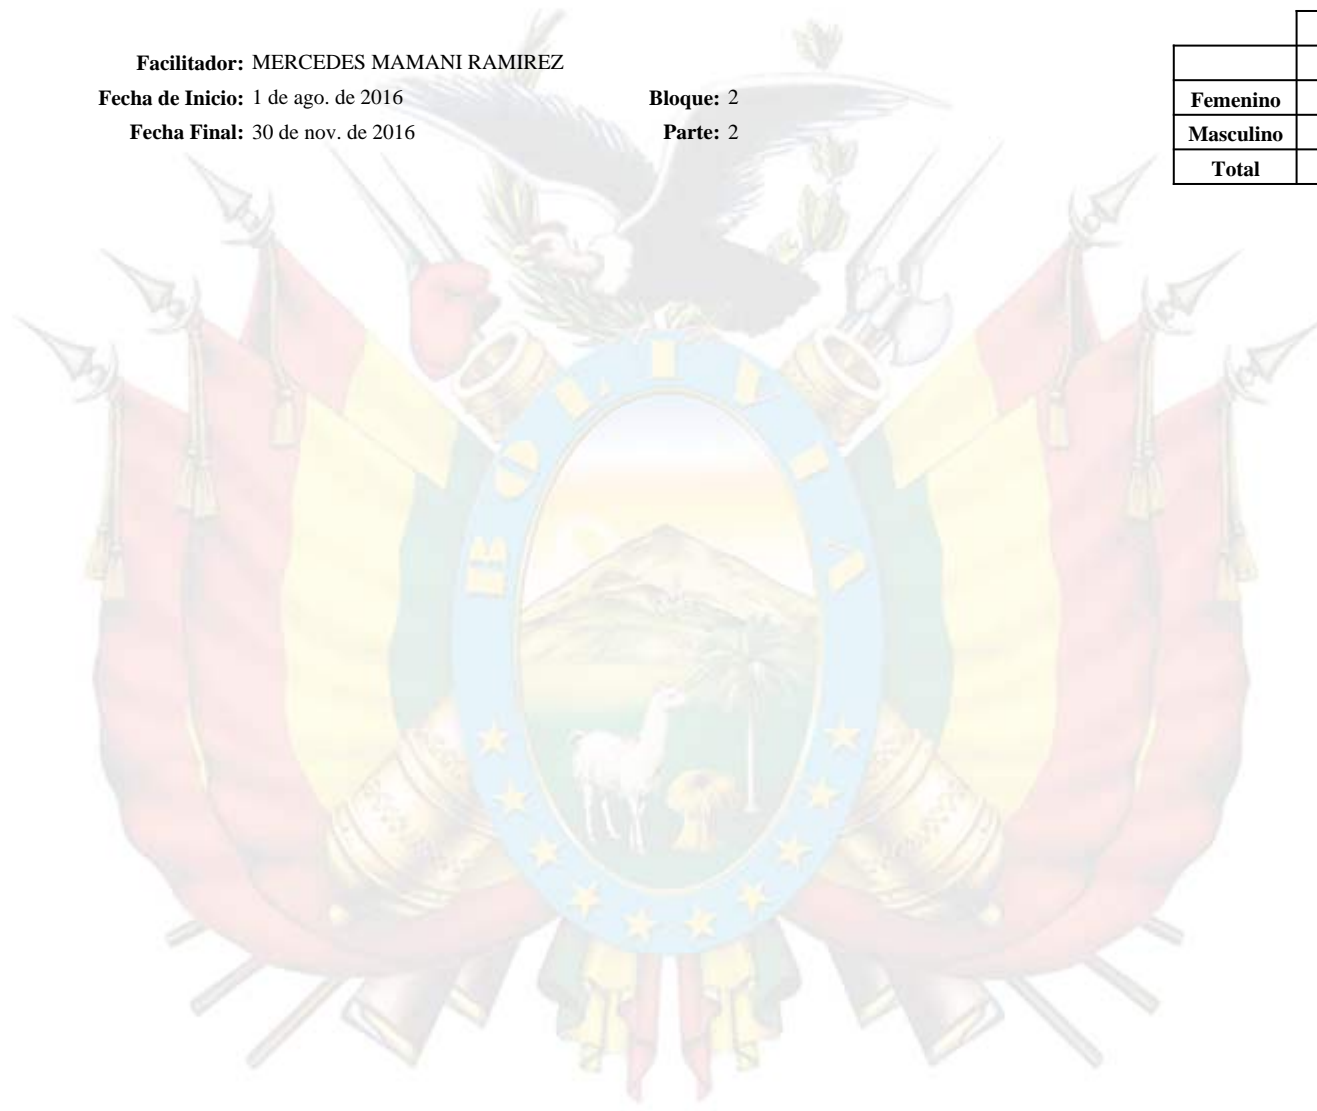 Facilitador: MERCEDES MAMANI RAMIREZ
Fecha de Inicio: 1 de ago. de 2016 Bloque: 2
Fecha Final: 30 de nov. de 2016 Parte: 2
Femenino
Masculino
Total
BOLIVIA